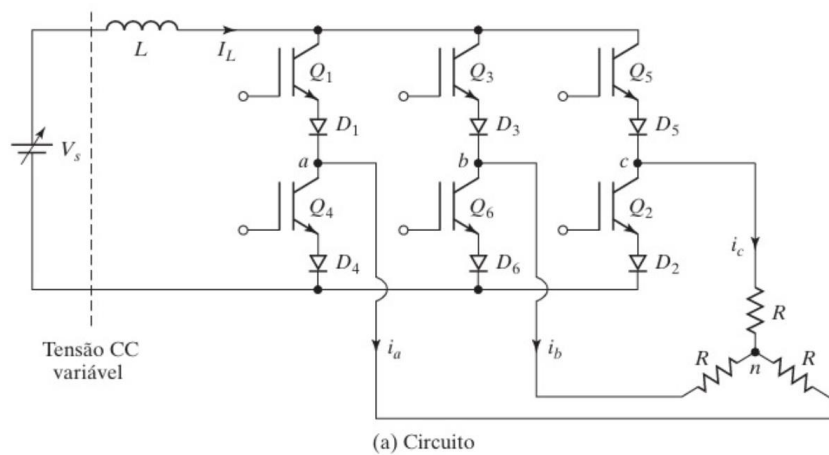 L
I_L
Q_1
Q_3
Q_5
D_1
D_3
D_5
V_s
a
b
c
Q_4
Q_6
Q_2
D_4
D_6
D_2
i_c
R
Tensão CC
variável
i_a
i_b
R
n
R
(a) Circuito